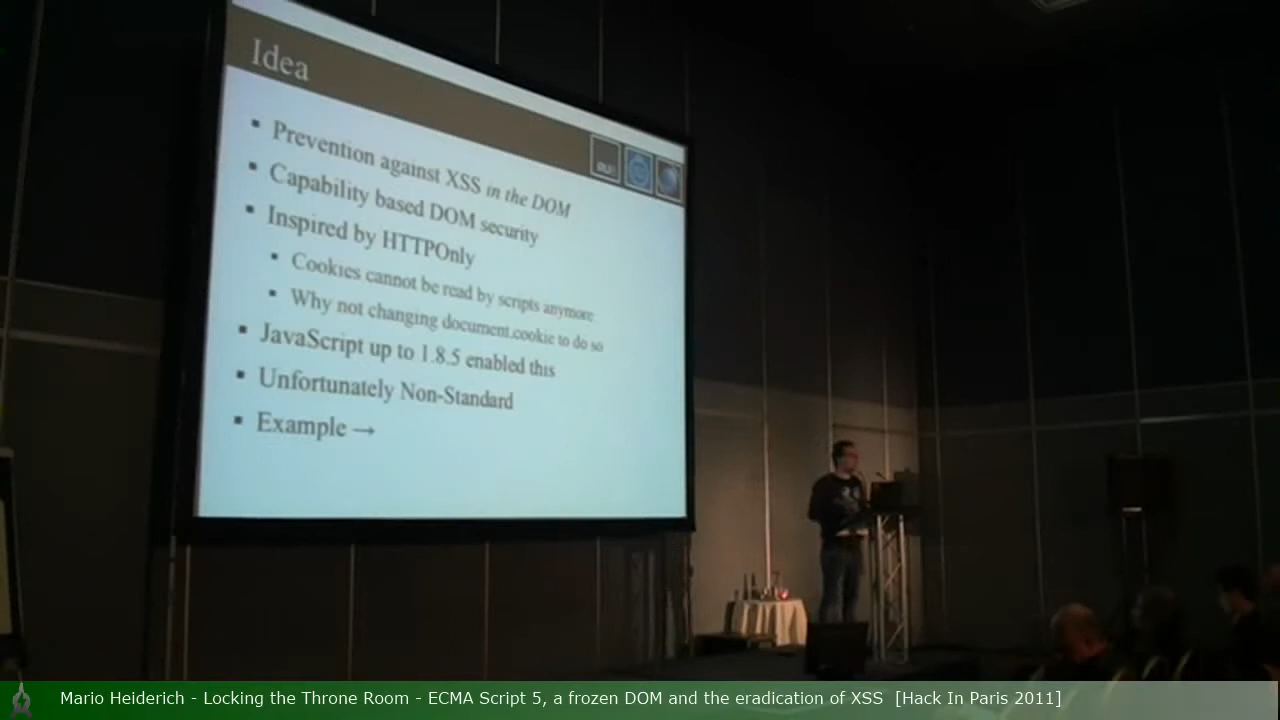 Idea
Prevention against XSS in the DOM
Capability based DOM security
Inspired by HTTPOnly
Cookies cannot be read by scripts anymore
Why not changing document.cookie to do so
JavaScript up to 1.8.5 enabled this
Unfortunately Non-Standard
Example →
Mario Heiderich - Locking the Throne Room - ECMA Script 5, a frozen DOM and the eradication of XSS [Hack In Paris 2011]